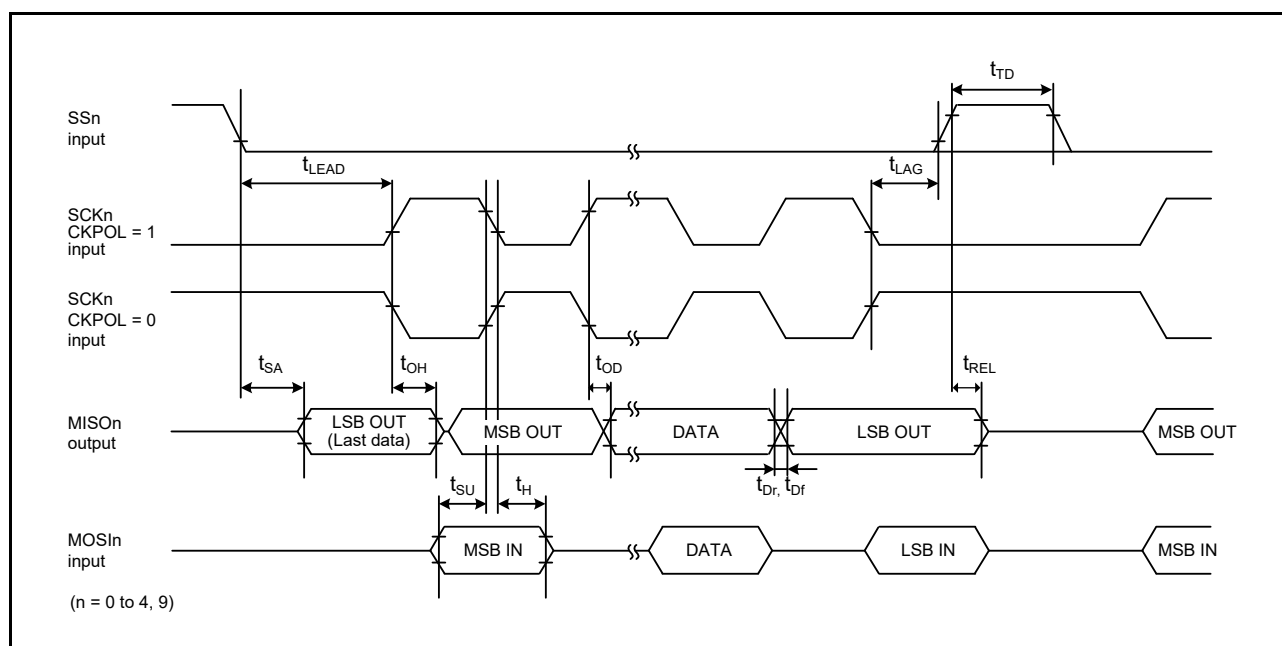 tTD
SSn
input
tLEAD
tLAG
SCKn
CKPOL = 1
input
SCKn
CKPOL = 0
input
tSA
tOH
tOD
tREL
MISOn
output
LSB OUT
(Last data)
MSB OUT
DATA
LSB OUT
MSB OUT
tSU
tH
tDr, tDf
MOSIn
input
MSB IN
DATA
LSB IN
MSB IN
(n = 0 to 4, 9)